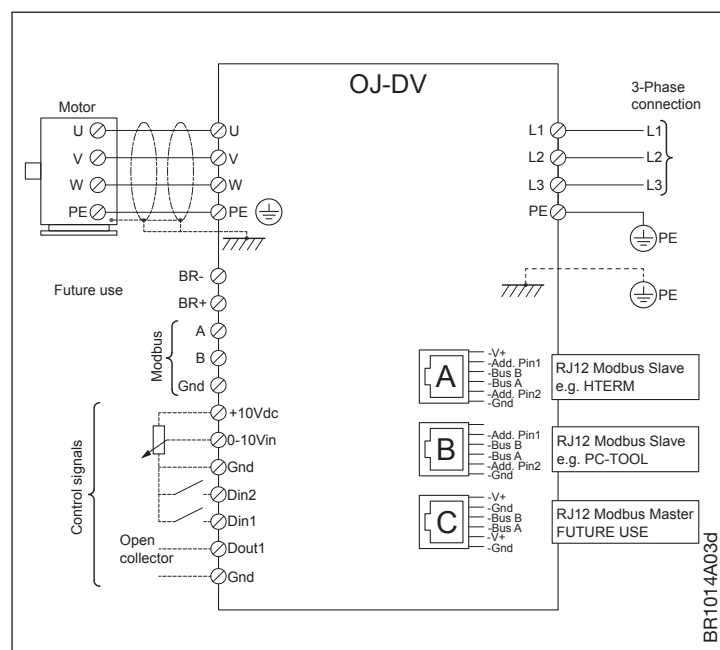 OJ-DV
Motor
U
V
W
PE
U
V
W
PE
3-Phase
connection
L1
L2
L3
PE
L1
L2
L3
PE
PE
Future use
BR-
BR+
Modbus
A
B
Gnd
Control signals
+10Vdc
0-10Vin
Gnd
Din2
Din1
Open
collector
Dout1
Gnd
A
-V+
-Add. Pin1
-Bus B
-Bus A
-Add. Pin2
-Gnd
RJ12 Modbus Slave
e.g. HTERM
B
-Add. Pin1
-Bus B
-Bus A
-Add. Pin2
-Gnd
RJ12 Modbus Slave
e.g. PC-TOOL
C
-V+
-Gnd
-Bus B
-Bus A
-V+
-Gnd
RJ12 Modbus Master
FUTURE USE
BR1014A03d